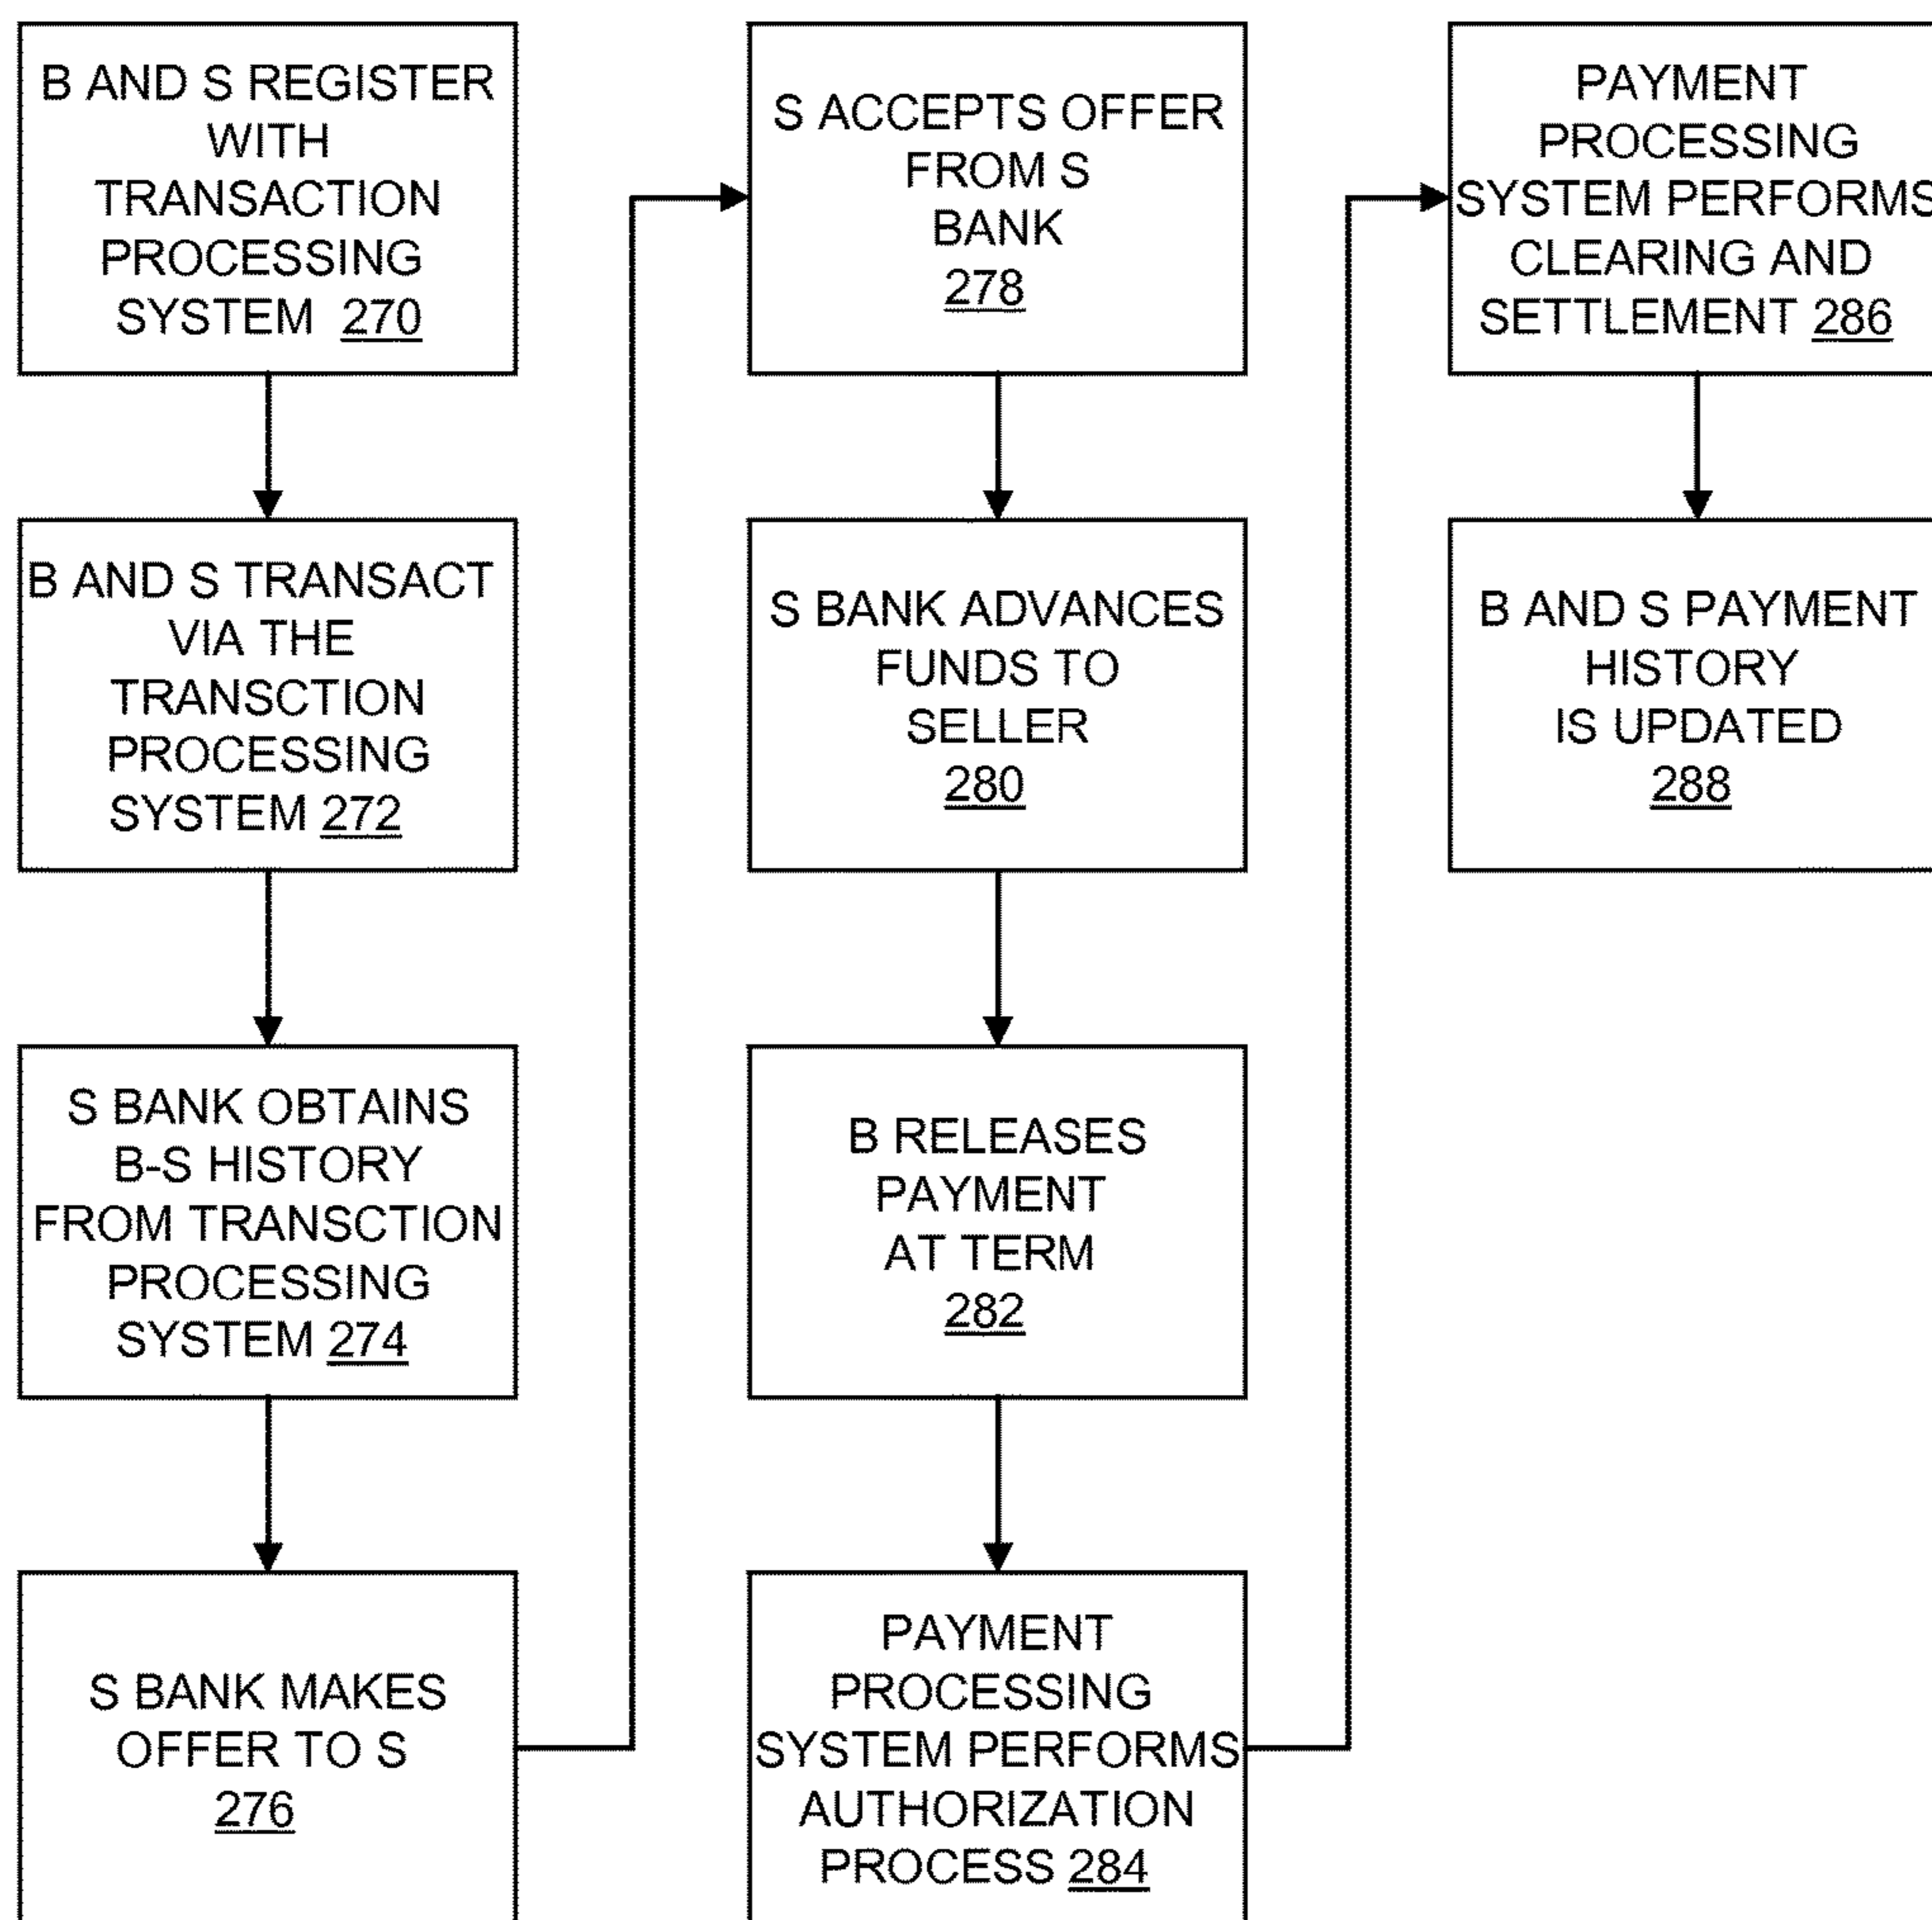 B AND S REGISTER
WITH
TRANSACTION
PROCESSING
SYSTEM 270
B AND S TRANSACT
VIA THE
TRANSCTION
PROCESSING
SYSTEM 272
S BANK OBTAINS
B-S HISTORY
FROM TRANSCTION
PROCESSING
SYSTEM 274
S BANK MAKES
OFFER TO S
276
S ACCEPTS OFFER
FROM S
BANK
278
S BANK ADVANCES
FUNDS TO
SELLER
280
B RELEASES
PAYMENT
AT TERM
282
PAYMENT
PROCESSING
SYSTEM PERFORMS
AUTHORIZATION
PROCESS 284
PAYMENT
PROCESSING
SYSTEM PERFORMS
CLEARING AND
SETTLEMENT 286
B AND S PAYMENT
HISTORY
IS UPDATED
288